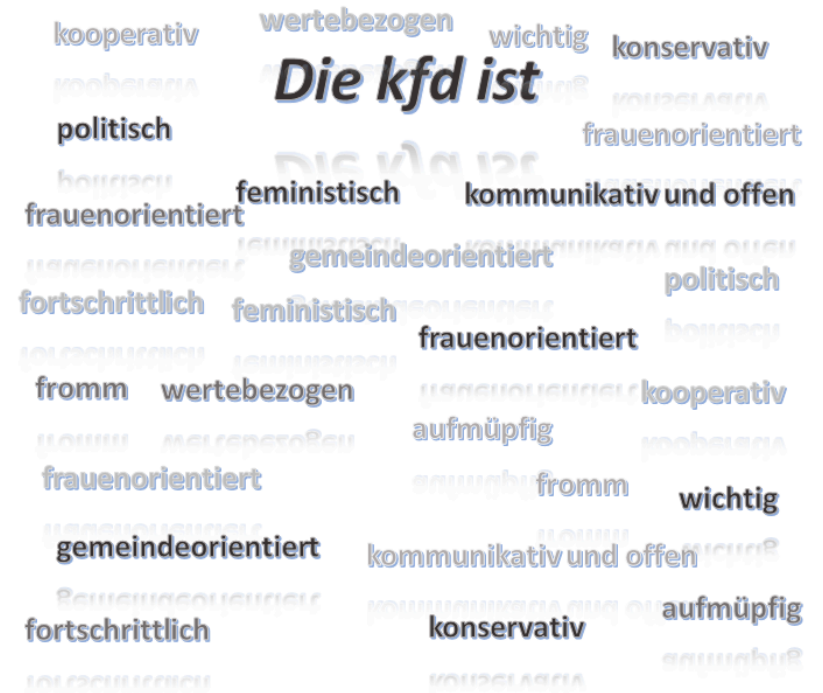 wertebezogen
kooperativ
wichtig
konservativ
Die kfd ist
politisch
frauenorientiert
feministisch
kommunikativ und offen
frauenorientiert
gemeindeorientiert
politisch
fortschrittlich
feministisch
frauenorientiert
fromm
wertebezogen
kooperativ
aufmüpfig
frauenorientiert
fromm
wichtig
gemeindeorientiert
kommunikativ und offen
aufmüpfig
fortschrittlich
konservativ